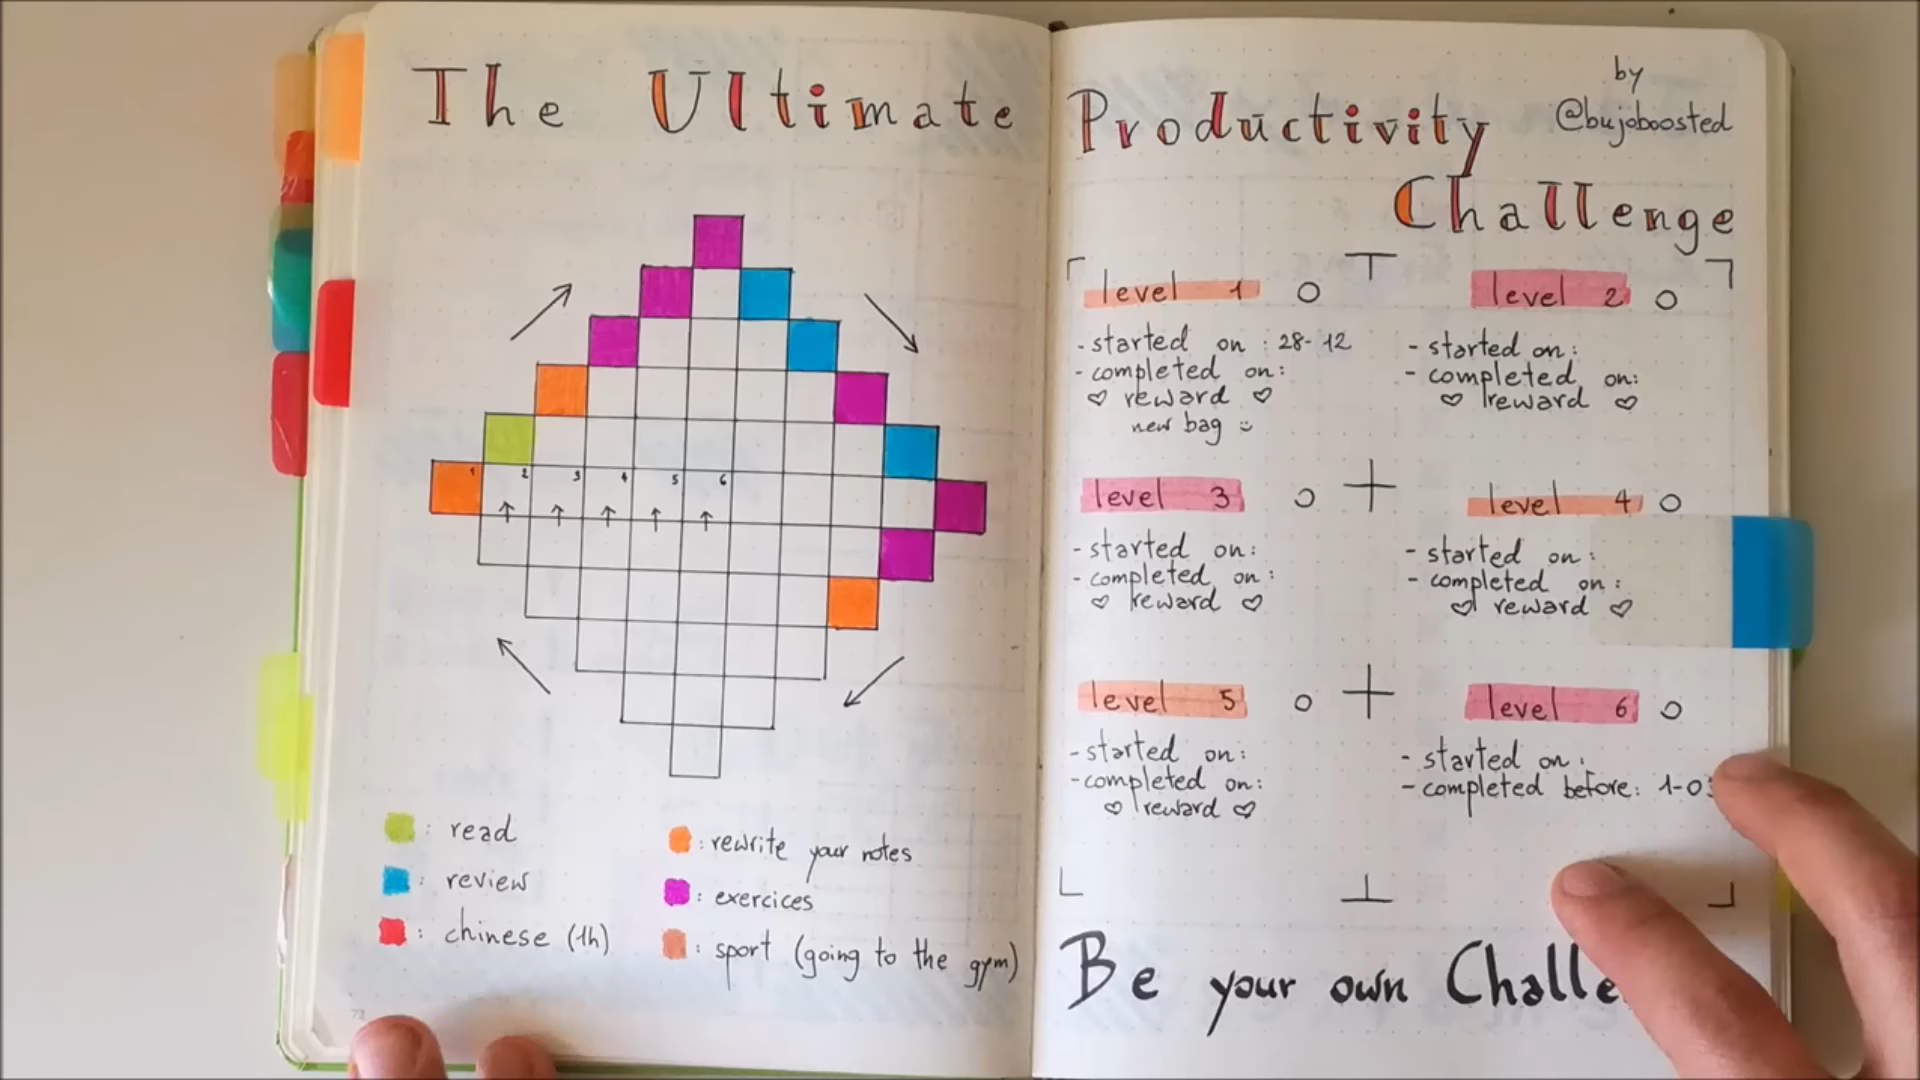 The Ultimate
1 2 3 4 5 6
: read
: review
: chinese (1h)
: rewrite your notes
: exercices
: sport (going to the gym)
Productivity
Challenge
by
@bujoboosted
level 1
- started on : 28-12
- completed on:
♡ reward ♡
new bag :)
level 2
- started on:
- completed on:
♡ reward ♡
level 3
- started on:
- completed on:
♡ reward ♡
level 4
- started on:
- completed on:
♡ reward ♡
level 5
- started on:
- completed on:
♡ reward ♡
level 6
- started on:
- completed before: 1-03
Be your own